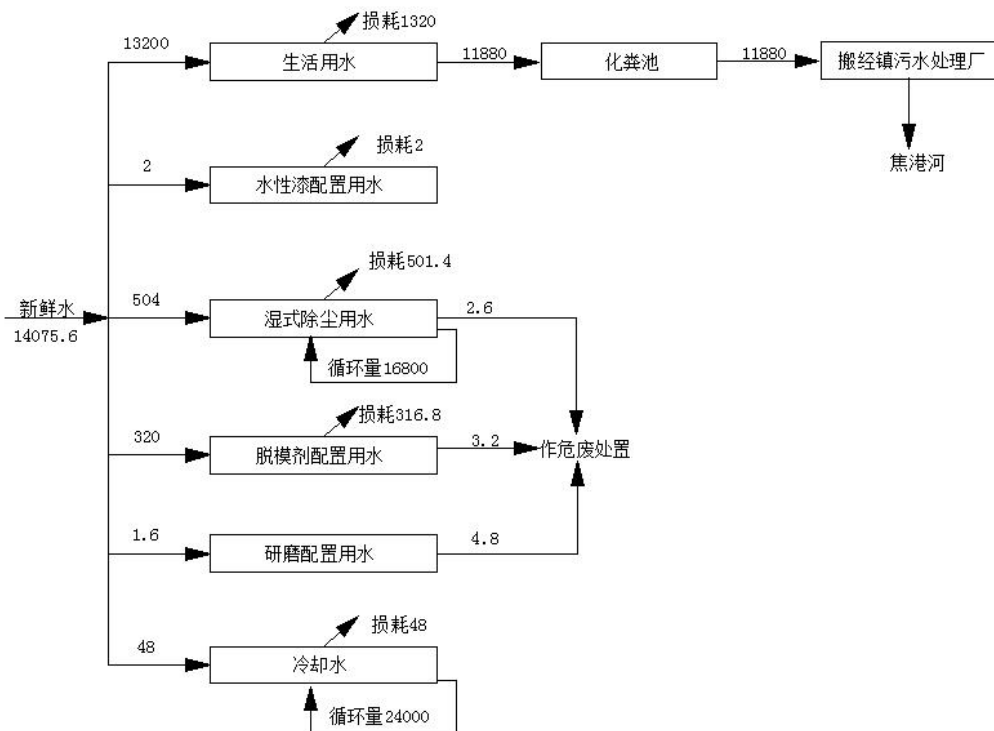 损耗1320
13200
生活用水
11880
化粪池
11880
搬经镇污水处理厂
焦港河
损耗2
2
水性漆配置用水
损耗501.4
新鲜水
14075.6
504
湿式除尘用水
2.6
循环量16800
损耗316.8
320
脱模剂配置用水
3.2
作危废处置
1.6
研磨配置用水
4.8
损耗48
48
冷却水
循环量24000